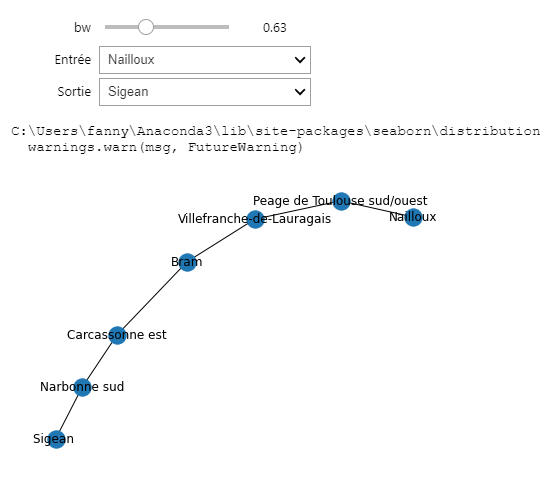 bw 0.63
Entrée Nailloux
Sortie Sigean
C:\Users\fanny\Anaconda3\lib\site-packages\seaborn\distribution
warnings.warn(msg, FutureWarning)
Peage de Toulouse sud/ouest
Villefranche-de-Lauragais
Nailloux
Bram
Carcassonne est
Narbonne sud
Sigean